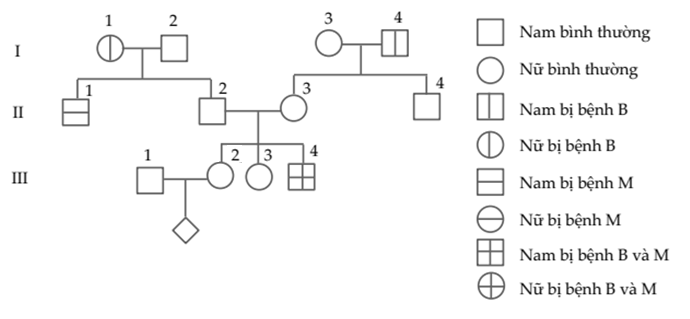 1 2 3 4
I
1 2 3 4
II
1 2 3 4
III
Nam bình thường
Nữ bình thường
Nam bị bệnh B
Nữ bị bệnh B
Nam bị bệnh M
Nữ bị bệnh M
Nam bị bệnh B và M
Nữ bị bệnh B và M